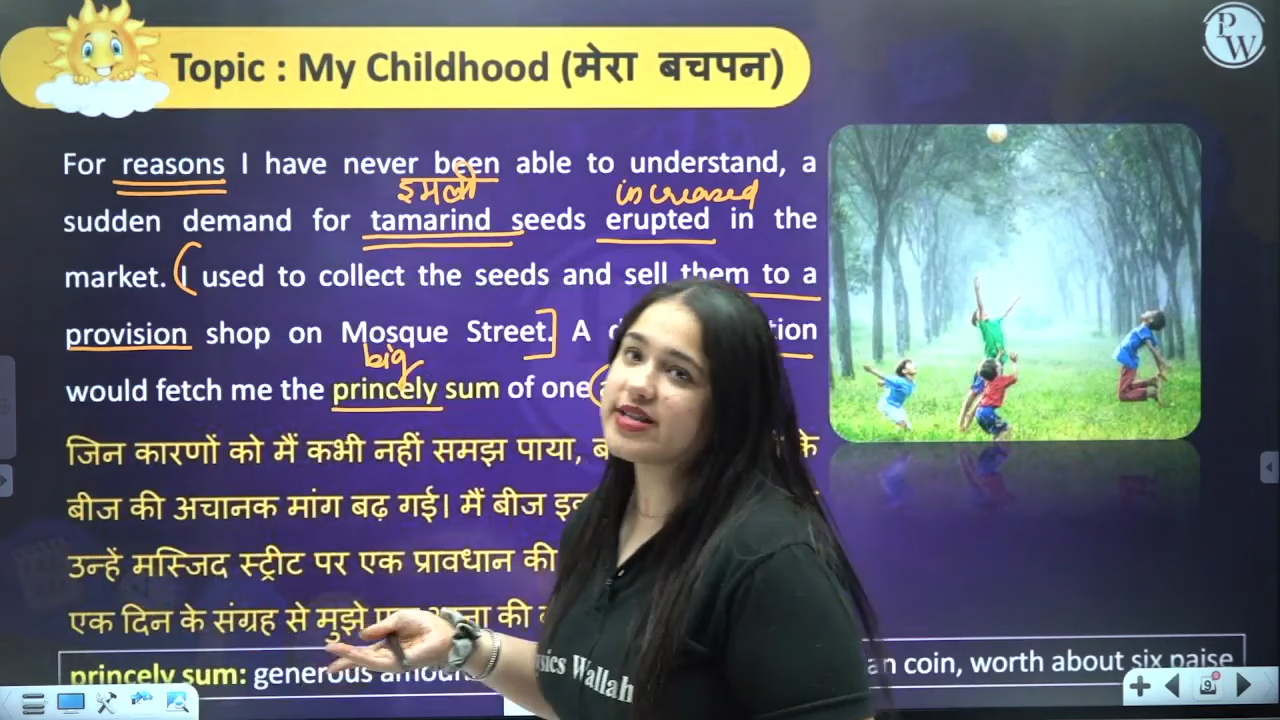 Topic : My Childhood (मेरा बचपन)
PW
For reasons I have never been able to understand, a
इमली increased
sudden demand for tamarind seeds erupted in the
market. I used to collect the seeds and sell them to a
provision shop on Mosque Street. A
big
would fetch me the princely sum of one
जिन कारणों को मैं कभी नहीं समझ पाया, के
बीज की अचानक मांग बढ़ गई। मैं बीज
उन्हें मस्जिद स्ट्रीट पर एक प्रावधान की
एक दिन के संग्रह से मुझे की
princely sum: generous coin, worth about six paise
Wallah
9